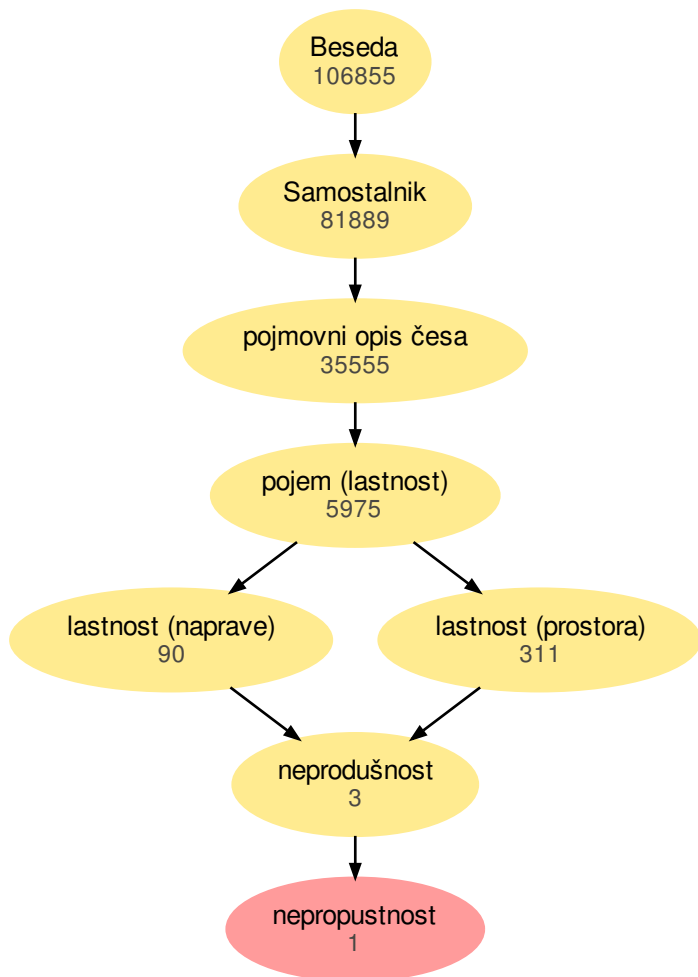 Beseda
106855
Samostalnik
81889
pojmovni opis česa
35555
pojem (lastnost)
5975
lastnost (naprave)
90
lastnost (prostora)
311
neprodušnost
3
nepropustnost
1